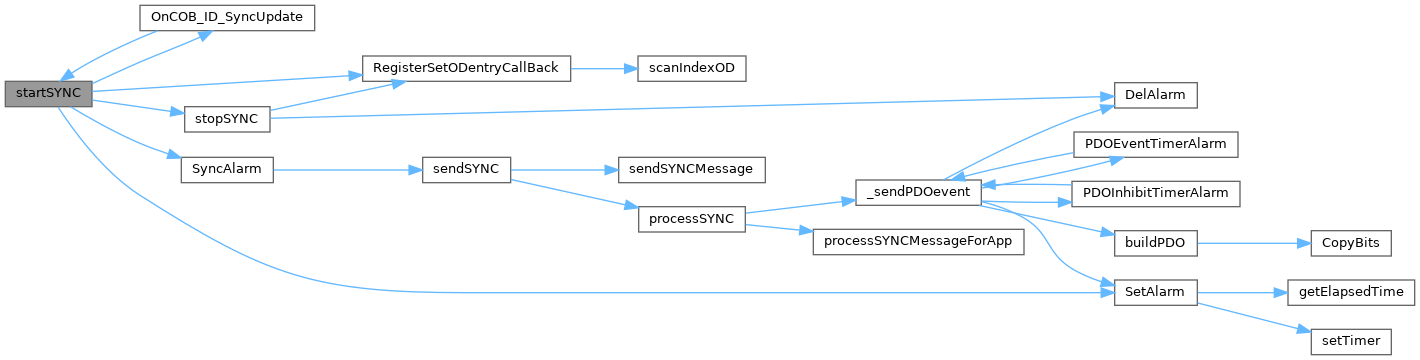 startSYNC
OnCOB_ID_SyncUpdate
RegisterSetODentryCallBack
scanIndexOD
stopSYNC
DelAlarm
SyncAlarm
sendSYNC
sendSYNCMessage
processSYNC
_sendPDOevent
processSYNCMessageForApp
PDOEventTimerAlarm
PDOInhibitTimerAlarm
buildPDO
CopyBits
SetAlarm
getElapsedTime
setTimer